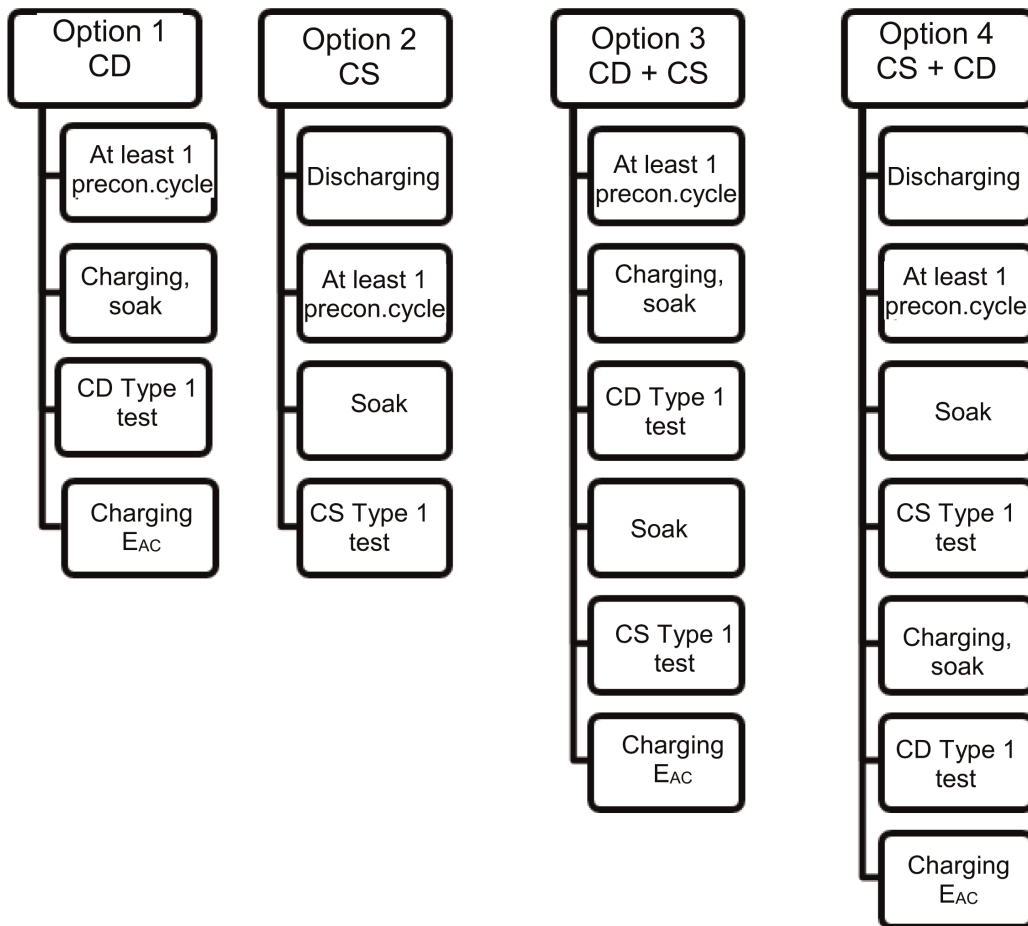 Option 1
CD
At least 1
precon.cycle
Charging,
soak
CD Type 1
test
Charging
EAC
Option 2
CS
Discharging
At least 1
precon.cycle
Soak
CS Type 1
test
Option 3
CD + CS
At least 1
precon.cycle
Charging,
soak
CD Type 1
test
Soak
CS Type 1
test
Charging
EAC
Option 4
CS + CD
Discharging
At least 1
precon.cycle
Soak
CS Type 1
test
Charging,
soak
CD Type 1
test
Charging
EAC